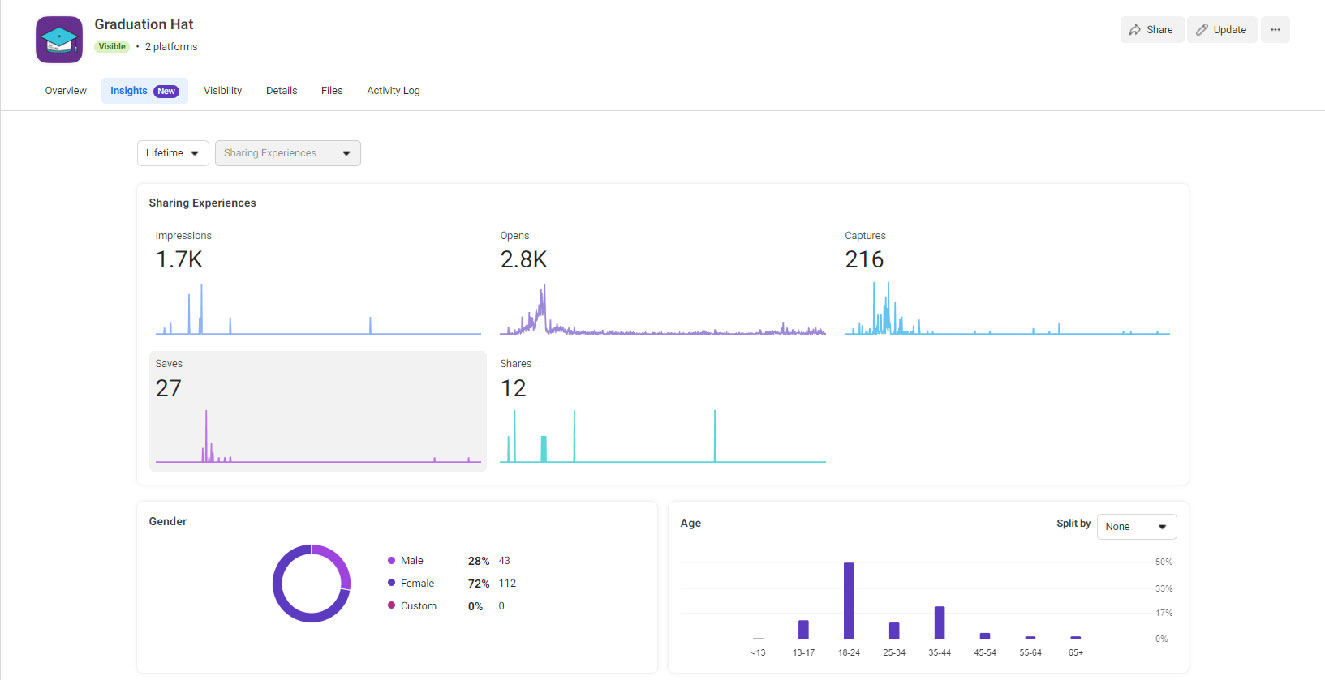 Graduation Hat
Visible • 2 platforms
Share
Update
Overview
Insights New
Visibility
Details
Files
Activity Log
Lifetime
Sharing Experiences
Sharing Experiences
Impressions
1.7K
Opens
2.8K
Captures
216
Saves
27
Shares
12
Gender
Male 28% 43
Female 72% 112
Custom 0% 0
Age
Split by None
50%
33%
17%
0%
<13 13-17 18-24 25-34 35-44 45-54 55-64 65+